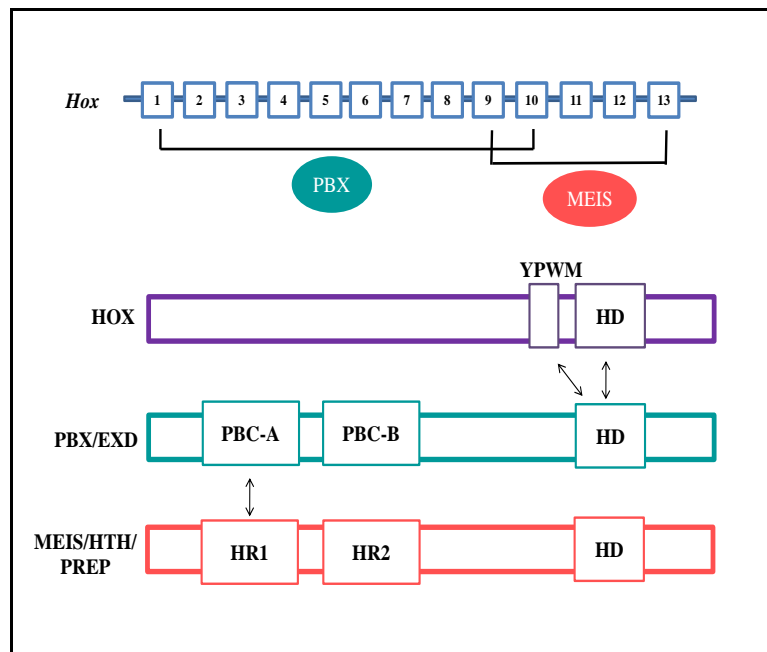 Hox 1 2 3 4 5 6 7 8 9 10 11 12 13
PBX
MEIS
YPWM
HOX HD
PBX/EXD PBC-A PBC-B HD
MEIS/HTH/
PREP HR1 HR2 HD